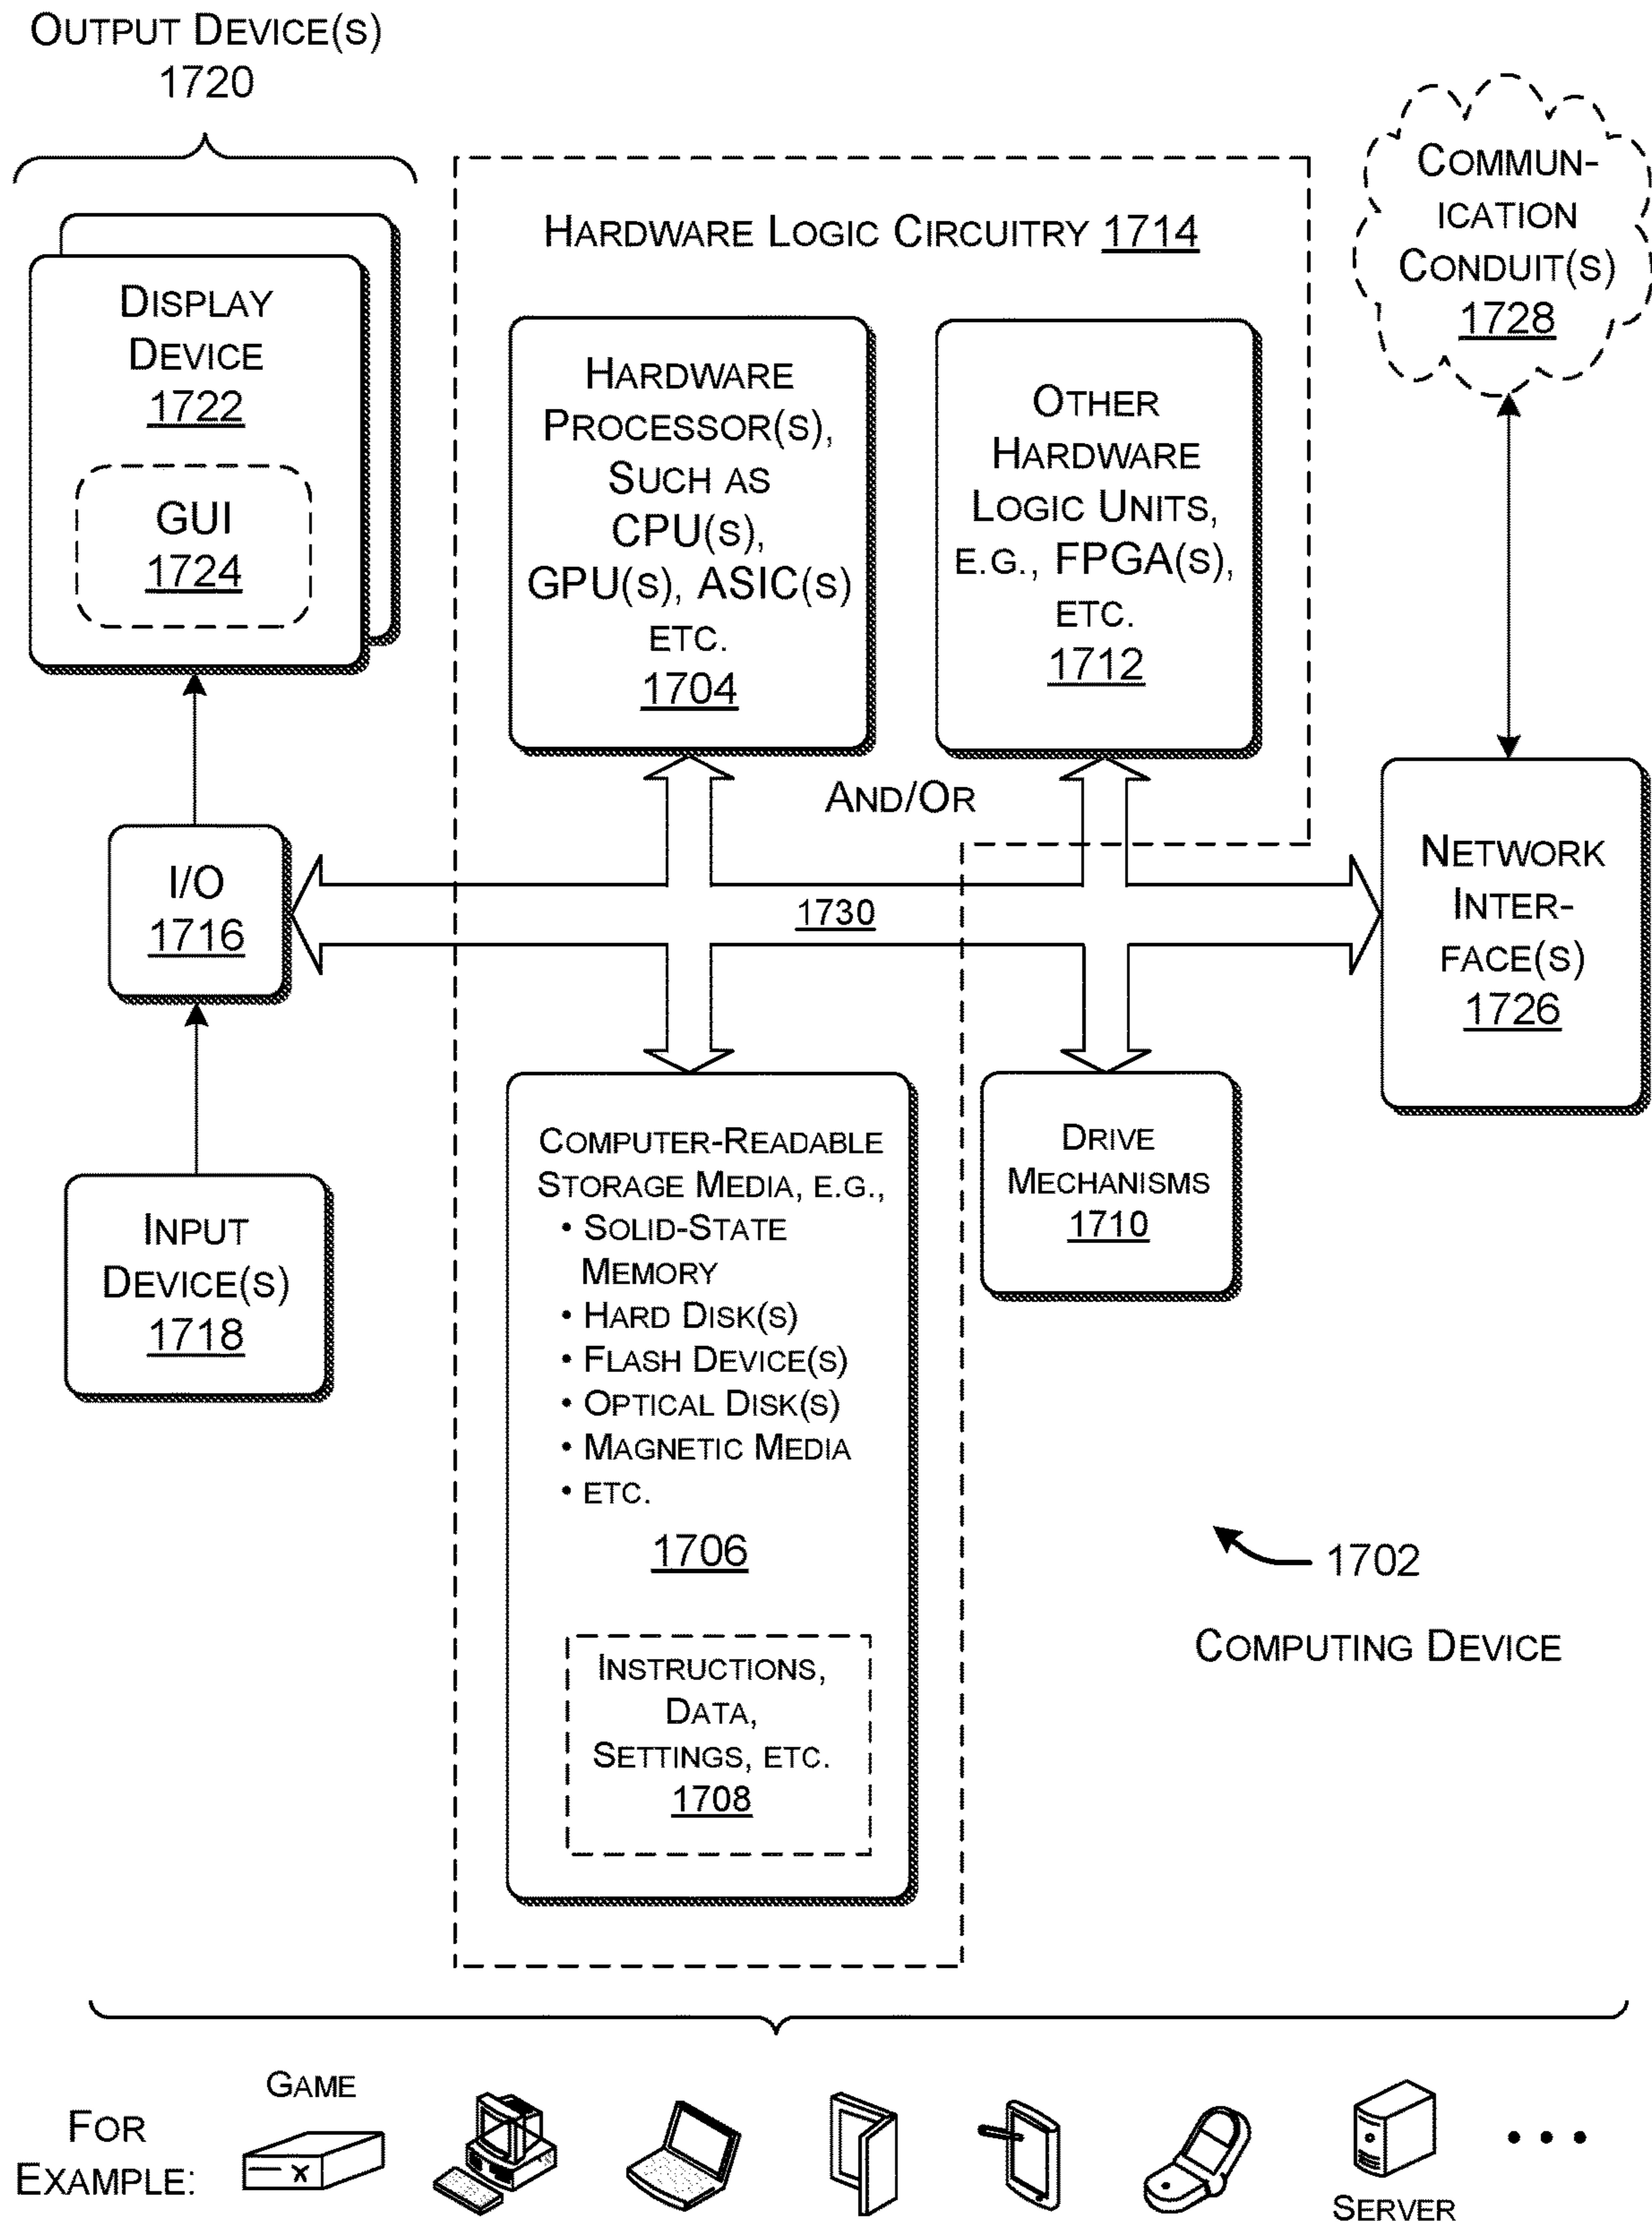 OUTPUT DEVICE(S)
1720
DISPLAY
DEVICE
1722
GUI
1724
I/O
1716
INPUT
DEVICE(S)
1718
HARDWARE LOGIC CIRCUITRY 1714
HARDWARE
PROCESSOR(S),
SUCH AS
CPU(S),
GPU(S), ASIC(S)
ETC.
1704
OTHER
HARDWARE
LOGIC UNITS,
E.G., FPGA(S),
ETC.
1712
AND/OR
1730
COMPUTER-READABLE
STORAGE MEDIA, E.G.,
• SOLID-STATE
MEMORY
• HARD DISK(S)
• FLASH DEVICE(S)
• OPTICAL DISK(S)
• MAGNETIC MEDIA
• ETC.
1706
INSTRUCTIONS,
DATA,
SETTINGS, ETC.
1708
DRIVE
MECHANISMS
1710
COMMUN-
ICATION
CONDUIT(S)
1728
NETWORK
INTER-
FACE(S)
1726
1702
COMPUTING DEVICE
FOR
EXAMPLE:
GAME
X
SERVER
• • •